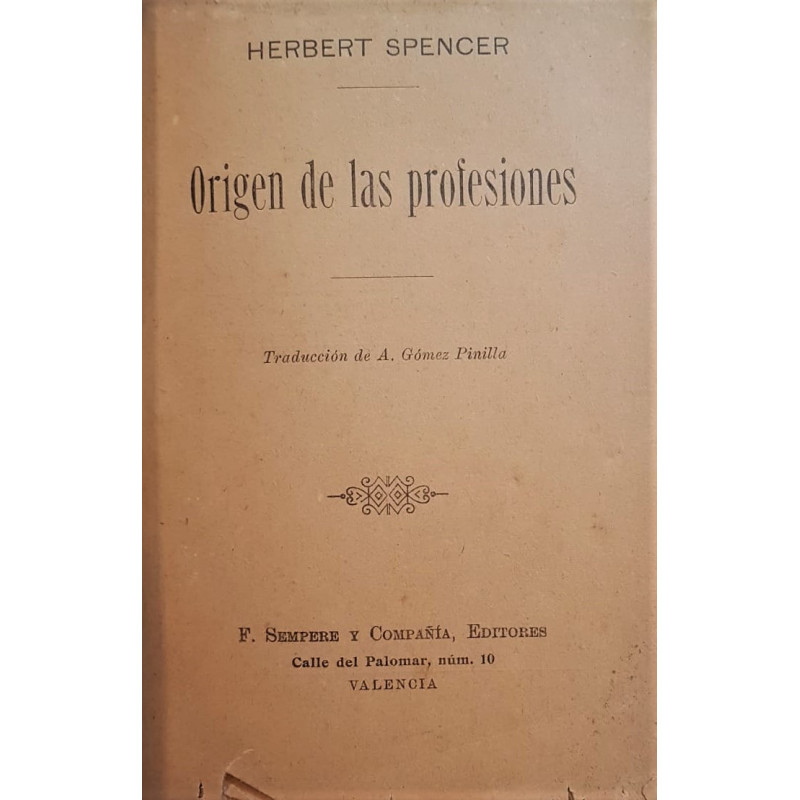 HERBERT SPENCER
Origen de las profesiones
Traducción de A. Gómez Pinilla
F. SEMPERE Y COMPAÑÍA, EDITORES
Calle del Palomar, núm. 10
VALENCIA